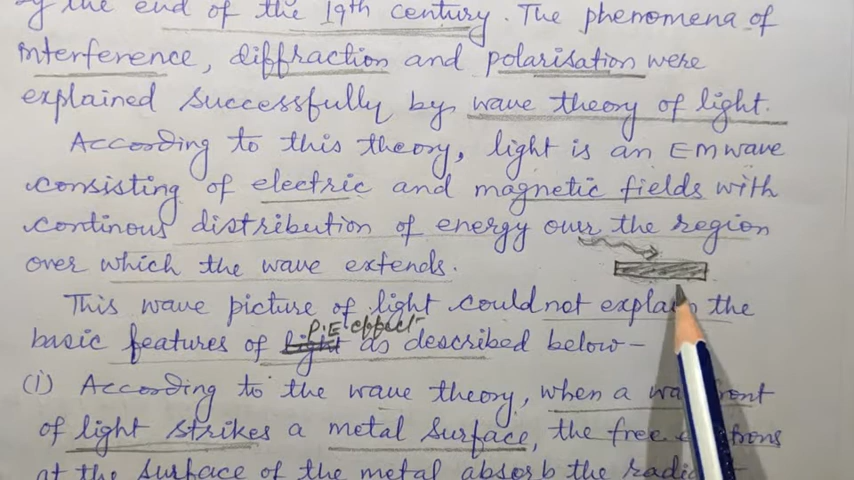 by the end of the 19th century. The phenomena of
interference, diffraction and polarisation were
explained successfully by wave theory of light.
According to this theory, light is an EM wave
consisting of electric and magnetic fields with
continous distribution of energy over the region
over which the wave extends.
This wave picture of light could not explain the
P.E effect
basic features of light as described below-
(i) According to the wave theory, when a wavefront
of light strikes a metal surface, the free electrons
at the surface of the metal absorb the